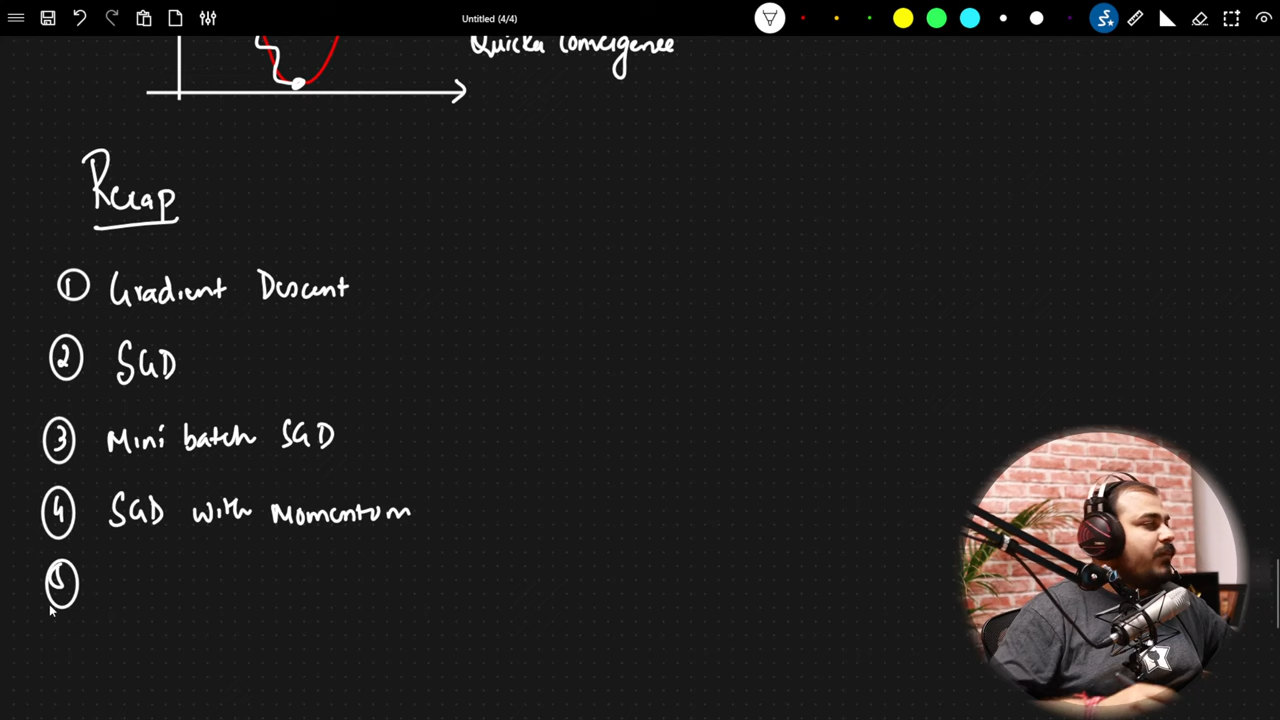 Untitled (4/4)
Quicker Convergence
Recap
① Gradient Descent
② SGD
③ Mini batch SGD
④ SGD with Momentum
⑤